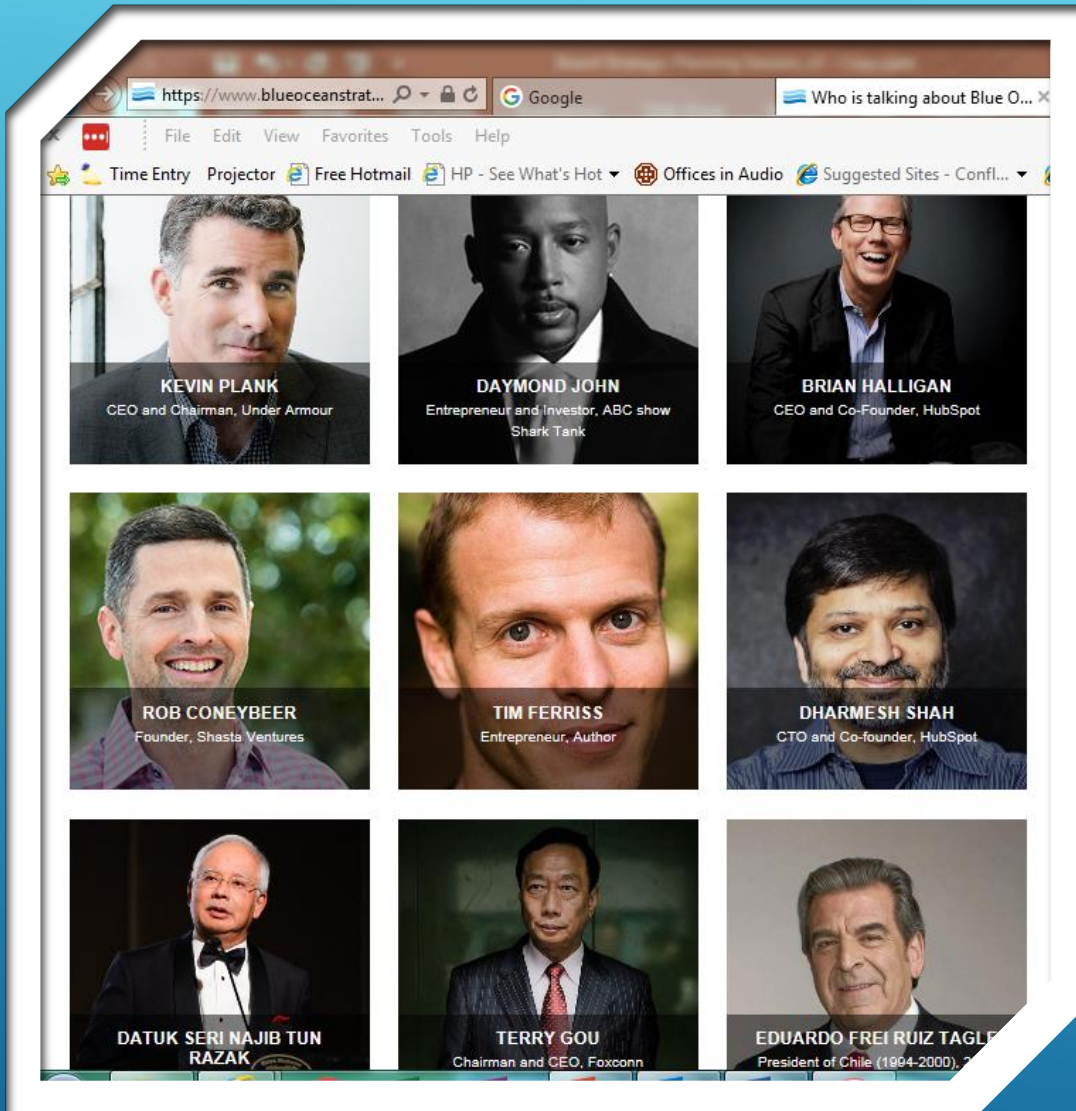 https://www.blueoceanstrat...
Google
Who is talking about Blue O...
File Edit View Favorites Tools Help
Time Entry Projector Free Hotmail HP - See What's Hot Offices in Audio Suggested Sites - Confl...
KEVIN PLANK
CEO and Chairman, Under Armour
DAYMOND JOHN
Entrepreneur and Investor, ABC show
Shark Tank
BRIAN HALLIGAN
CEO and Co-Founder, HubSpot
ROB CONEYBEER
Founder, Shasta Ventures
TIM FERRISS
Entrepreneur, Author
DHARMESH SHAH
CTO and Co-founder, HubSpot
DATUK SERI NAJIB TUN
RAZAK
TERRY GOU
Chairman and CEO, Foxconn
EDUARDO FREI RUIZ TAGLE
President of Chile (1994-2000),